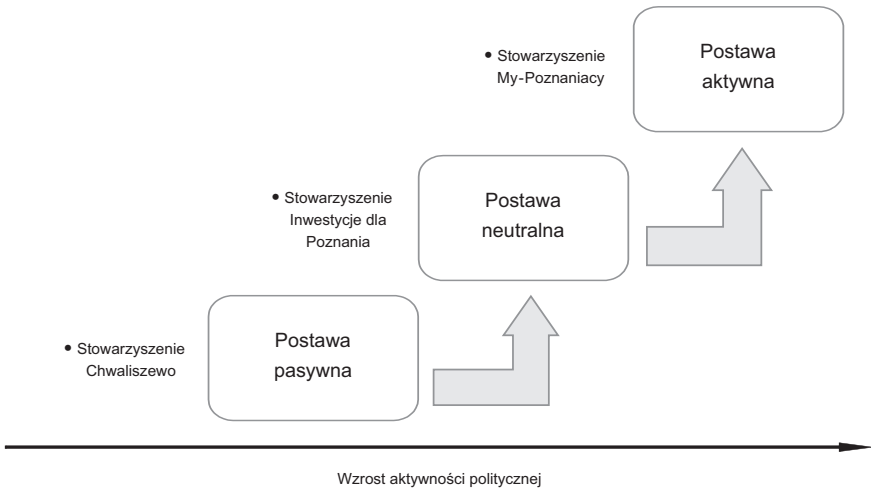 • Stowarzyszenie
My-Poznaniacy
Postawa
aktywna
• Stowarzyszenie
Inwestycje dla
Poznania
Postawa
neutralna
• Stowarzyszenie
Chwaliszewo
Postawa
pasywna
Wzrost aktywności politycznej